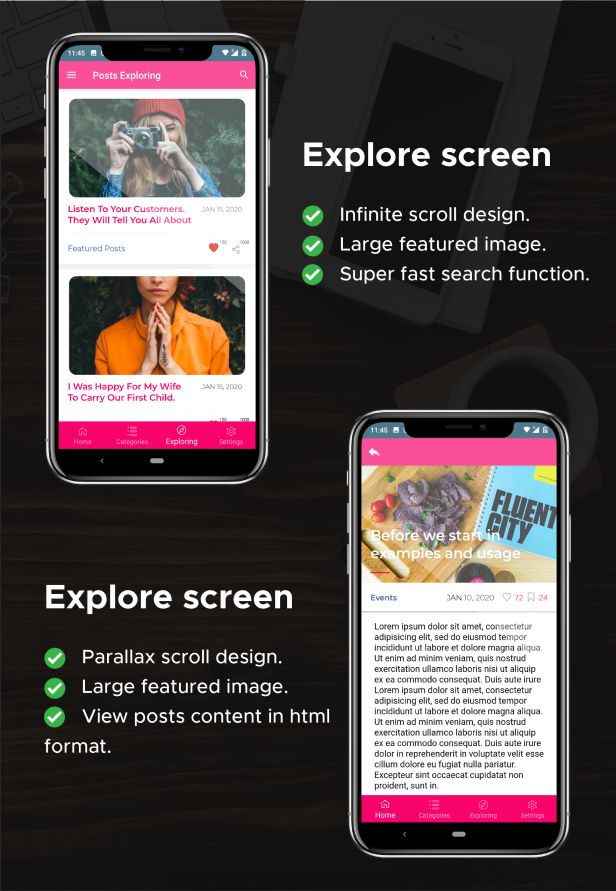 11:45
Posts Exploring
Listen To Your Customers.
JAN 15, 2020
They Will Tell You All About
Featured Posts
100
1000
I Was Happy For My Wife
JAN 15, 2020
To Carry Our First Child.
100
1000
Home
Categories
Exploring
Settings
Explore screen
Infinite scroll design.
Large featured image.
Super fast search function.
Explore screen
Parallax scroll design.
Large featured image.
View posts content in html
format.
11:45
FLUENT
CITY
Before we start in
examples and usage
Events
JAN 10, 2020
72
24
Lorem ipsum dolor sit amet, consectetur
adipisicing elit, sed do eiusmod tempor
incididunt ut labore et dolore magna aliqua.
Ut enim ad minim veniam, quis nostrud
exercitation ullamco laboris nisi ut aliquip
ex ea commodo consequat. Duis aute irure
Lorem ipsum dolor sit amet, consectetur
adipisicing elit, sed do eiusmod tempor
incididunt ut labore et dolore magna aliqua.
Ut enim ad minim veniam, quis nostrud
exercitation ullamco laboris nisi ut aliquip
ex ea commodo consequat. Duis aute irure
dolor in reprehenderit in voluptate velit esse
cillum dolore eu fugiat nulla pariatur.
Excepteur sint occaecat cupidatat non
proident, sunt in.
Home
Categories
Exploring
Settings